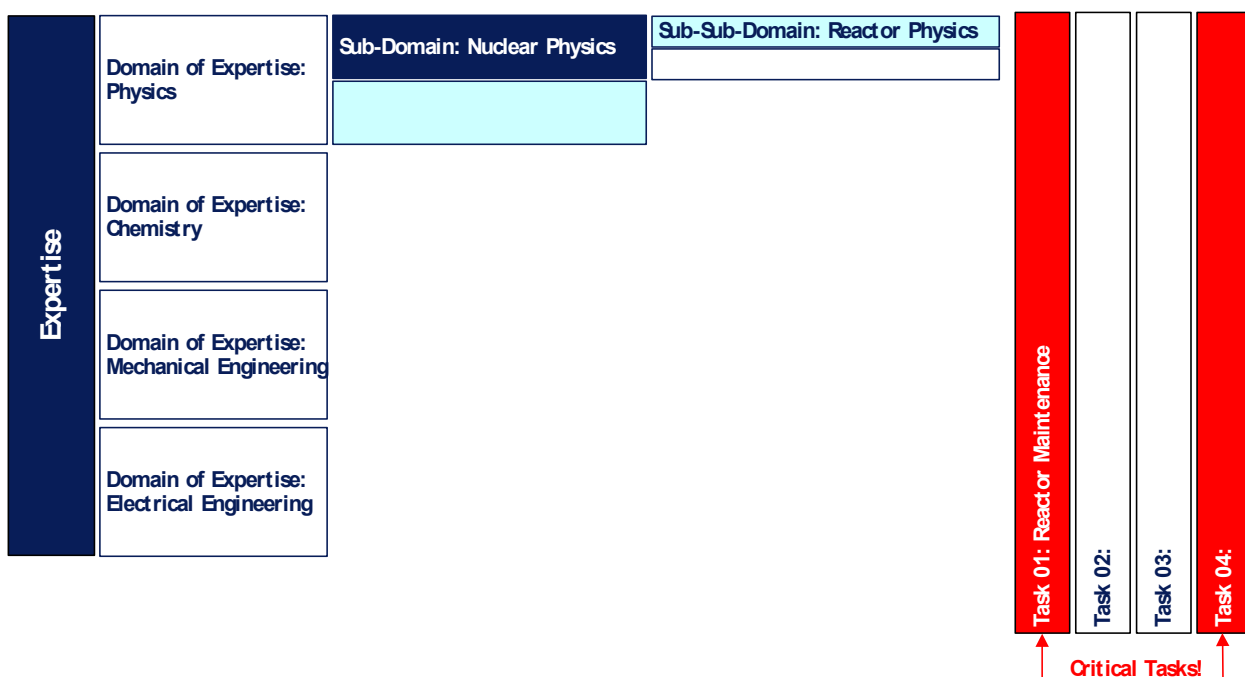 Expertise
Domain of Expertise:
Physics
Sub-Domain: Nuclear Physics
Sub-Sub-Domain: Reactor Physics
Domain of Expertise:
Chemistry
Domain of Expertise:
Mechanical Engineering
Domain of Expertise:
Electrical Engineering
Task 01: Reactor Maintenance
Task 02:
Task 03:
Task 04:
Critical Tasks!